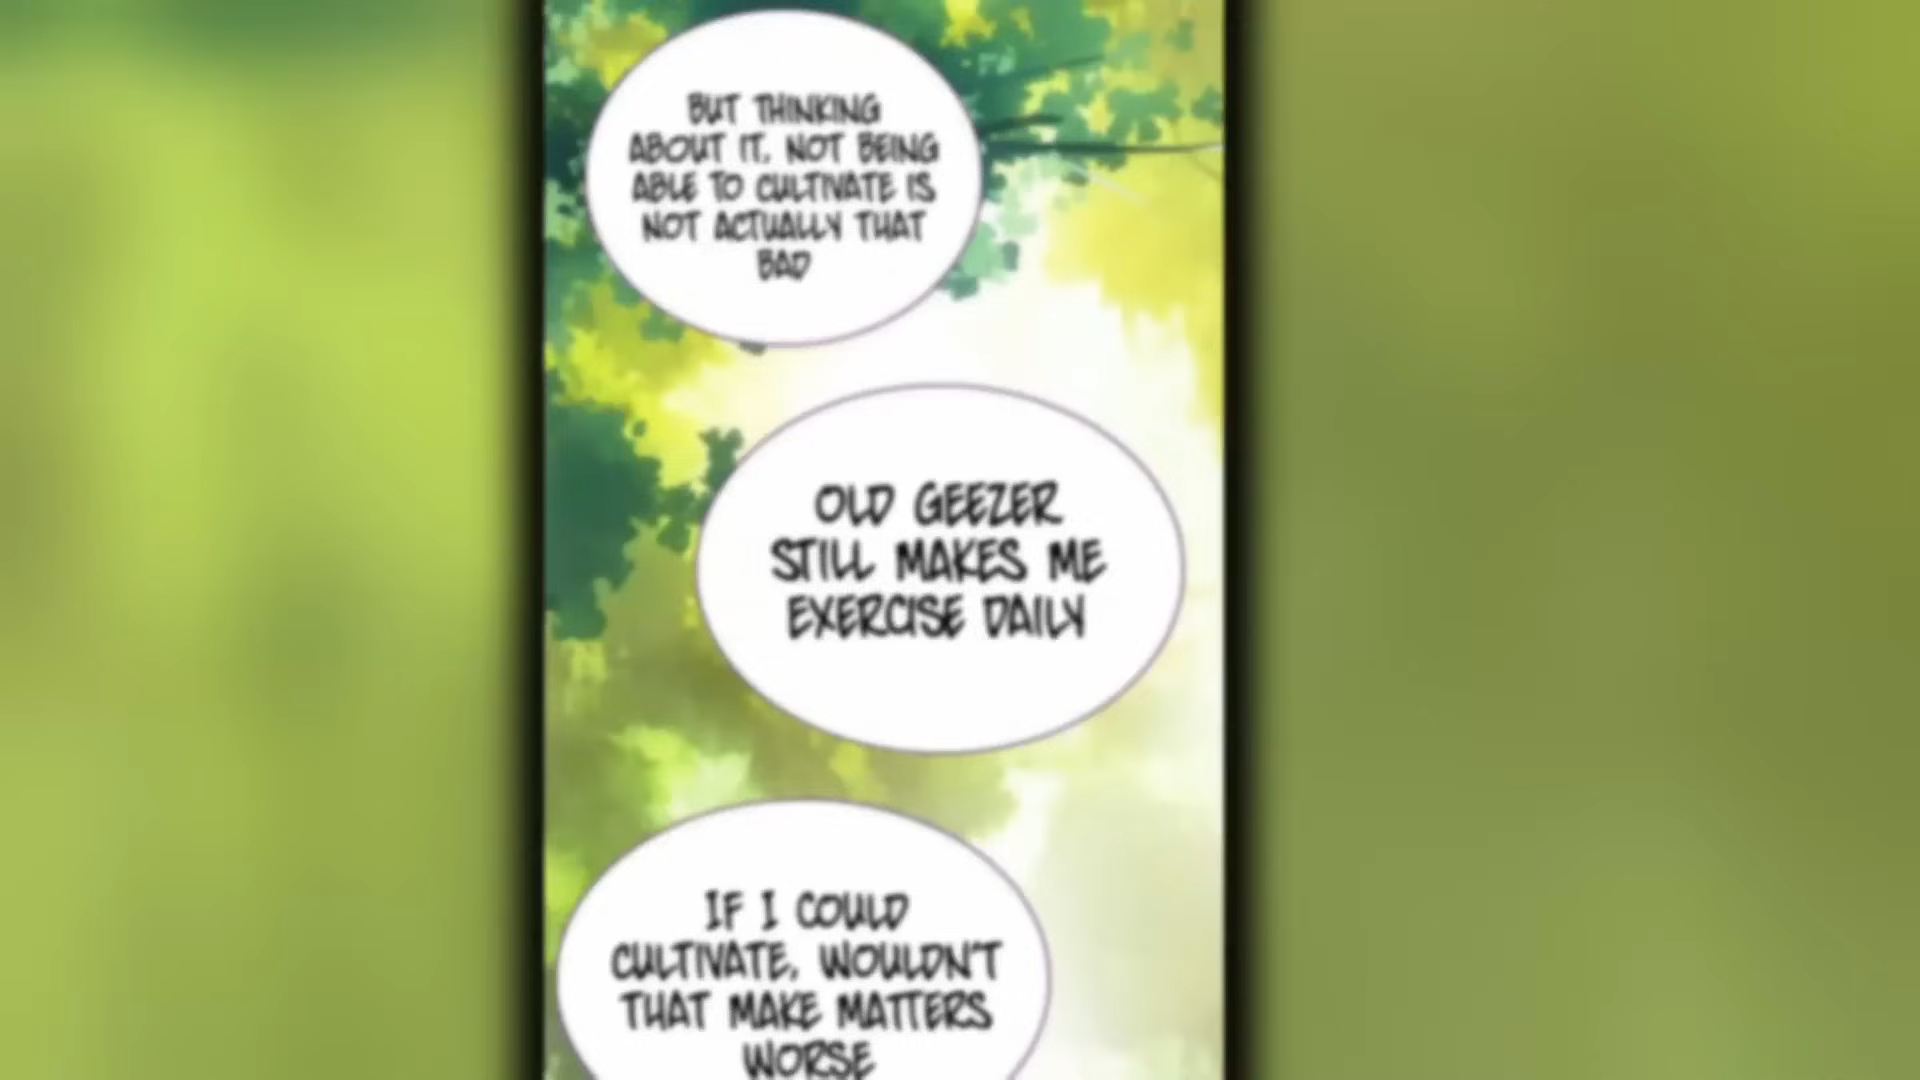 BUT THINKING
ABOUT IT, NOT BEING
ABLE TO CULTIVATE IS
NOT ACTUALLY THAT
BAD
OLD GEEZER
STILL MAKES ME
EXERCISE DAILY
IF I COULD
CULTIVATE, WOULDN'T
THAT MAKE MATTERS
WORSE